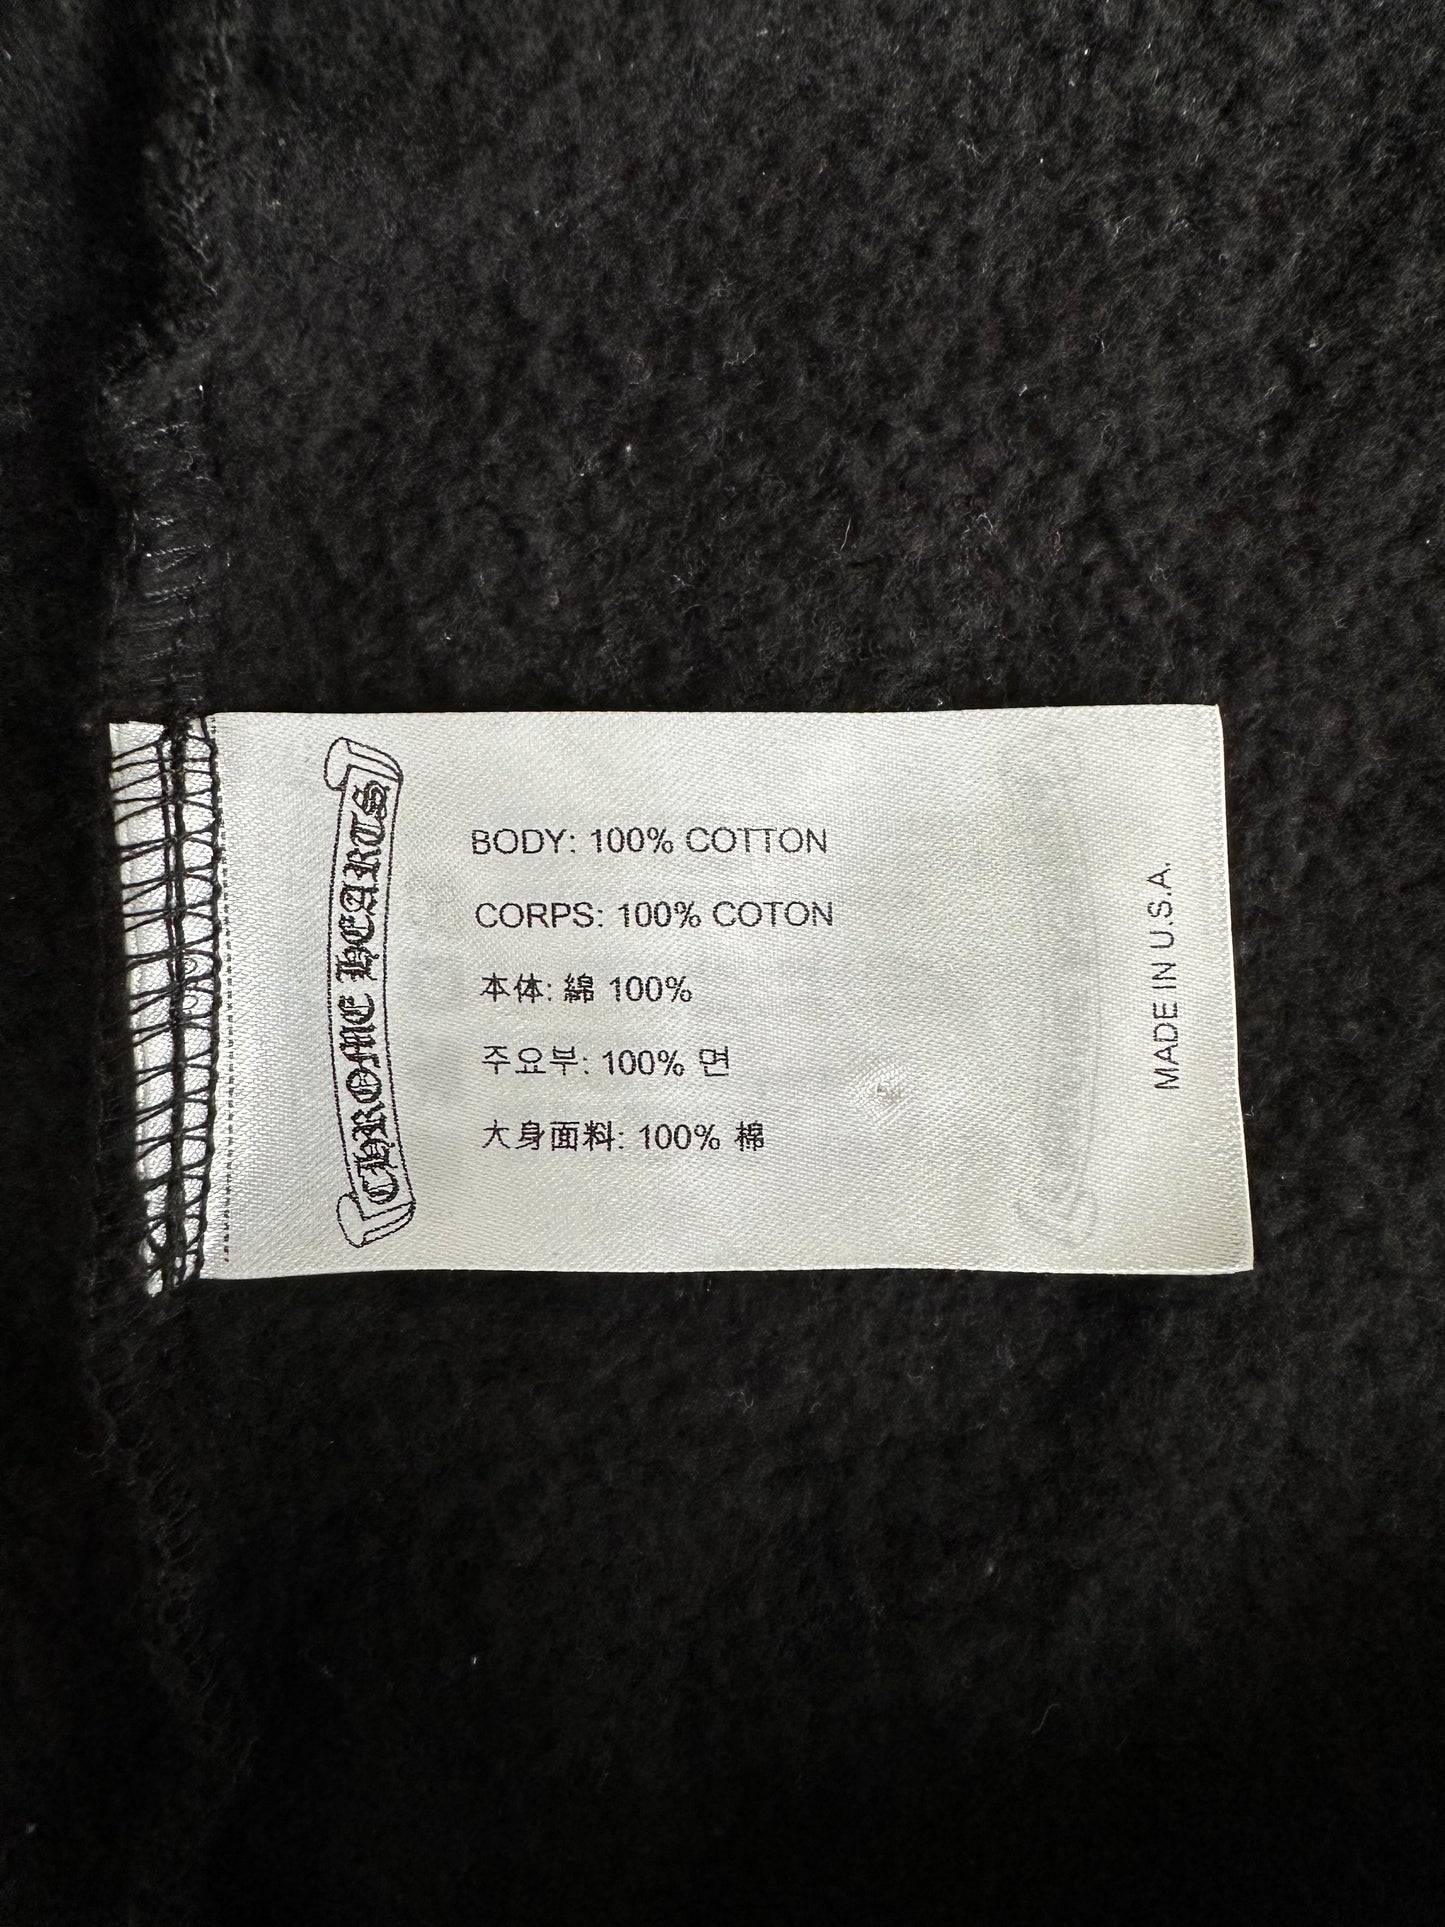 CHROME HEARTS
BODY: 100% COTTON
CORPS: 100% COTON
本体: 綿 100%
주요부: 100% 면
大身面料: 100% 棉
MADE IN U.S.A.